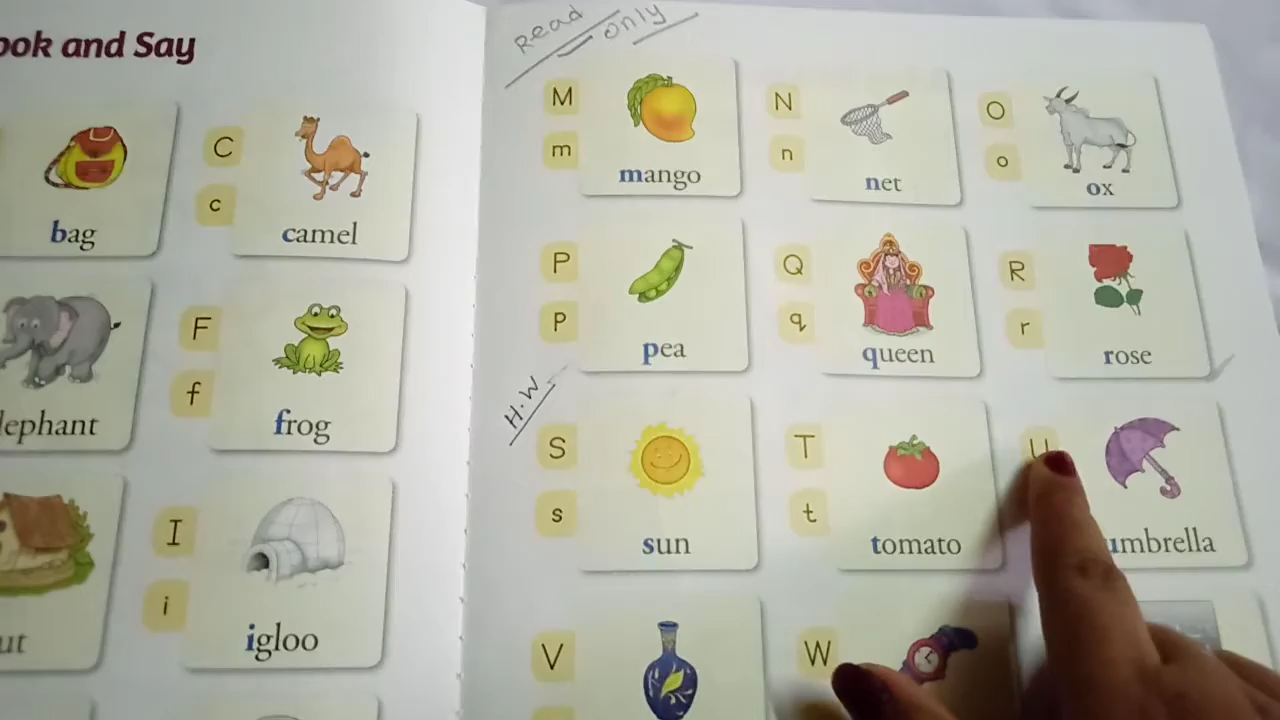 ook and Say
bag
C
c
camel
lephant
F
f
frog
ut
I
i
igloo
Read only
M
m
mango
N
n
net
O
o
ox
P
p
pea
Q
q
queen
R
r
rose
H.W
S
s
sun
T
t
tomato
U
umbrella
V
W